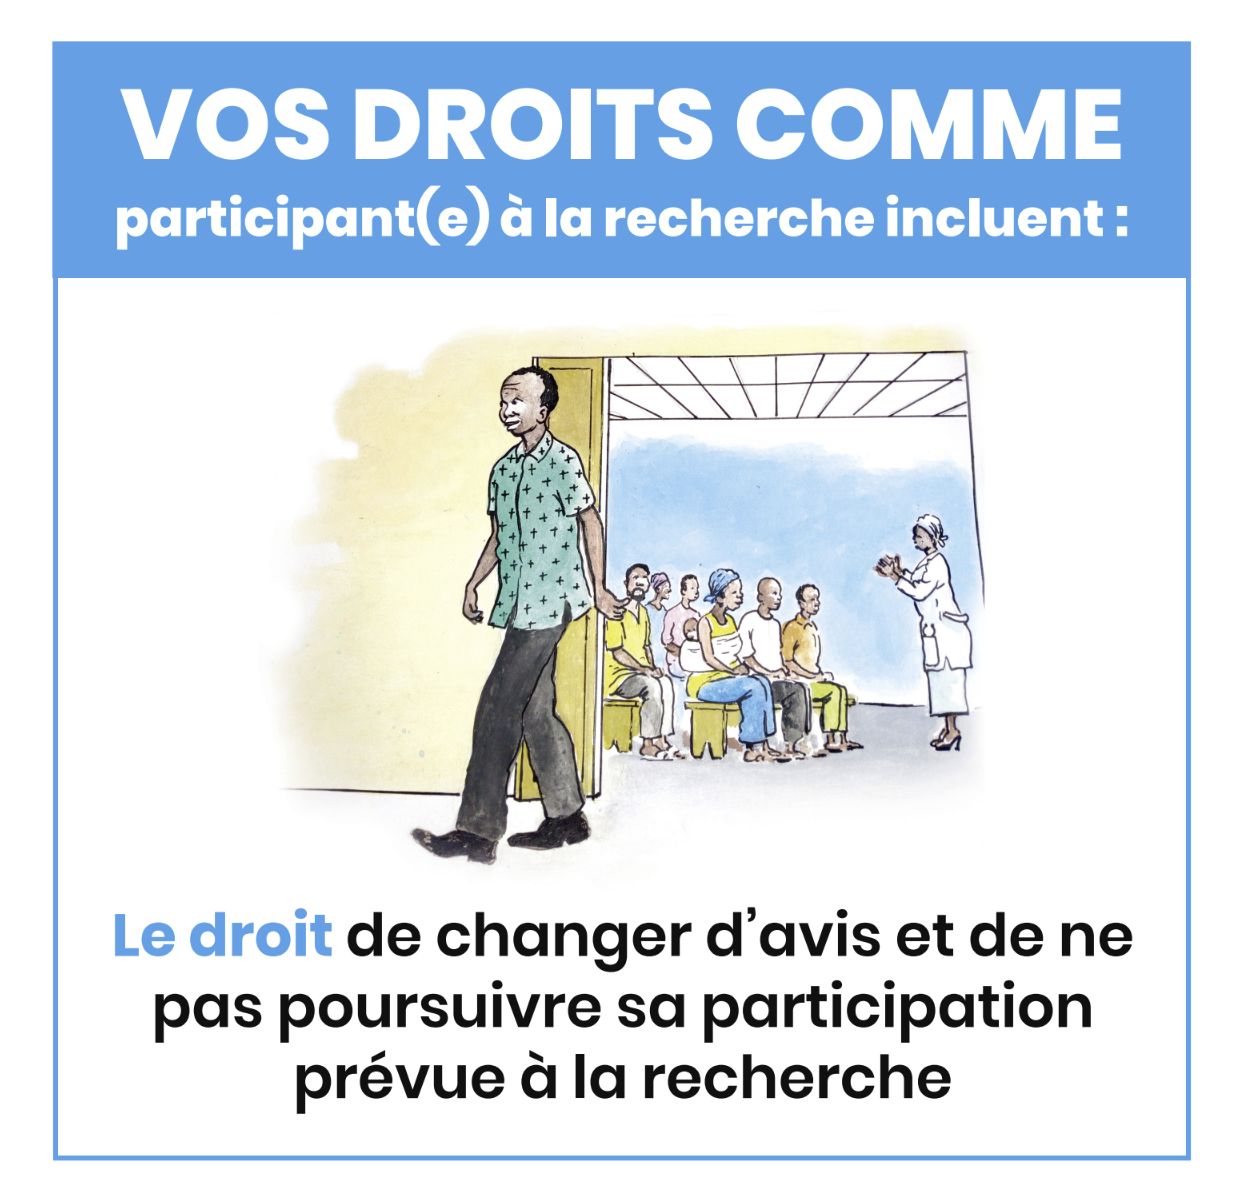 VOS DROITS COMME
participant(e) à la recherche incluent :
Le droit de changer d’avis et de ne
pas poursuivre sa participation
prévue à la recherche